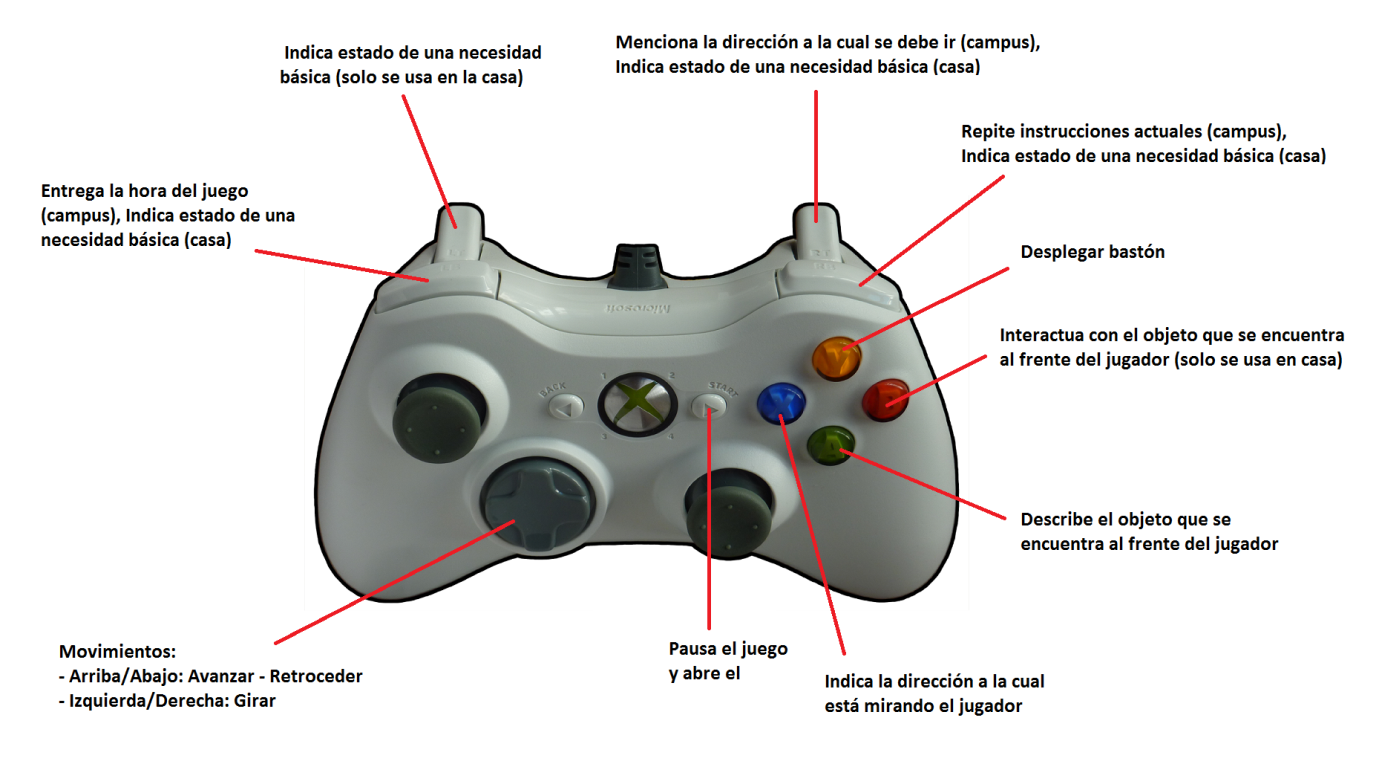 Indica estado de una necesidad
básica (solo se usa en la casa)
Menciona la dirección a la cual se debe ir (campus),
Indica estado de una necesidad básica (casa)
Repite instrucciones actuales (campus),
Indica estado de una necesidad básica (casa)
Entrega la hora del juego
(campus), Indica estado de una
necesidad básica (casa)
Desplegar bastón
Interactua con el objeto que se encuentra
al frente del jugador (solo se usa en casa)
Microsoft
BACK
START
1
2
3
4
Y
X
B
A
Describe el objeto que se
encuentra al frente del jugador
Movimientos:
- Arriba/Abajo: Avanzar - Retroceder
- Izquierda/Derecha: Girar
Pausa el juego
y abre el
Indica la dirección a la cual
está mirando el jugador